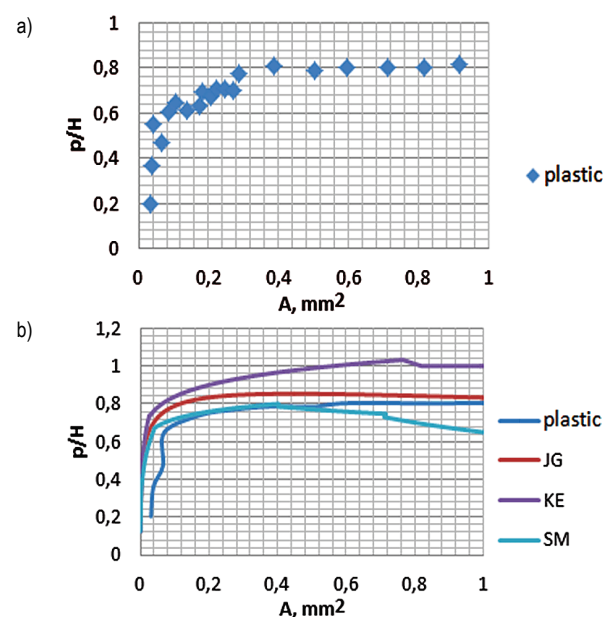 a)
1
0,8
0,6
0,4
0,2
0
p/H
0 0,2 0,4 0,6 0,8 1
A, mm2
plastic
b)
1,2
1
0,8
0,6
0,4
0,2
0
p/H
0 0,2 0,4 0,6 0,8 1
A, mm2
plastic
JG
KE
SM